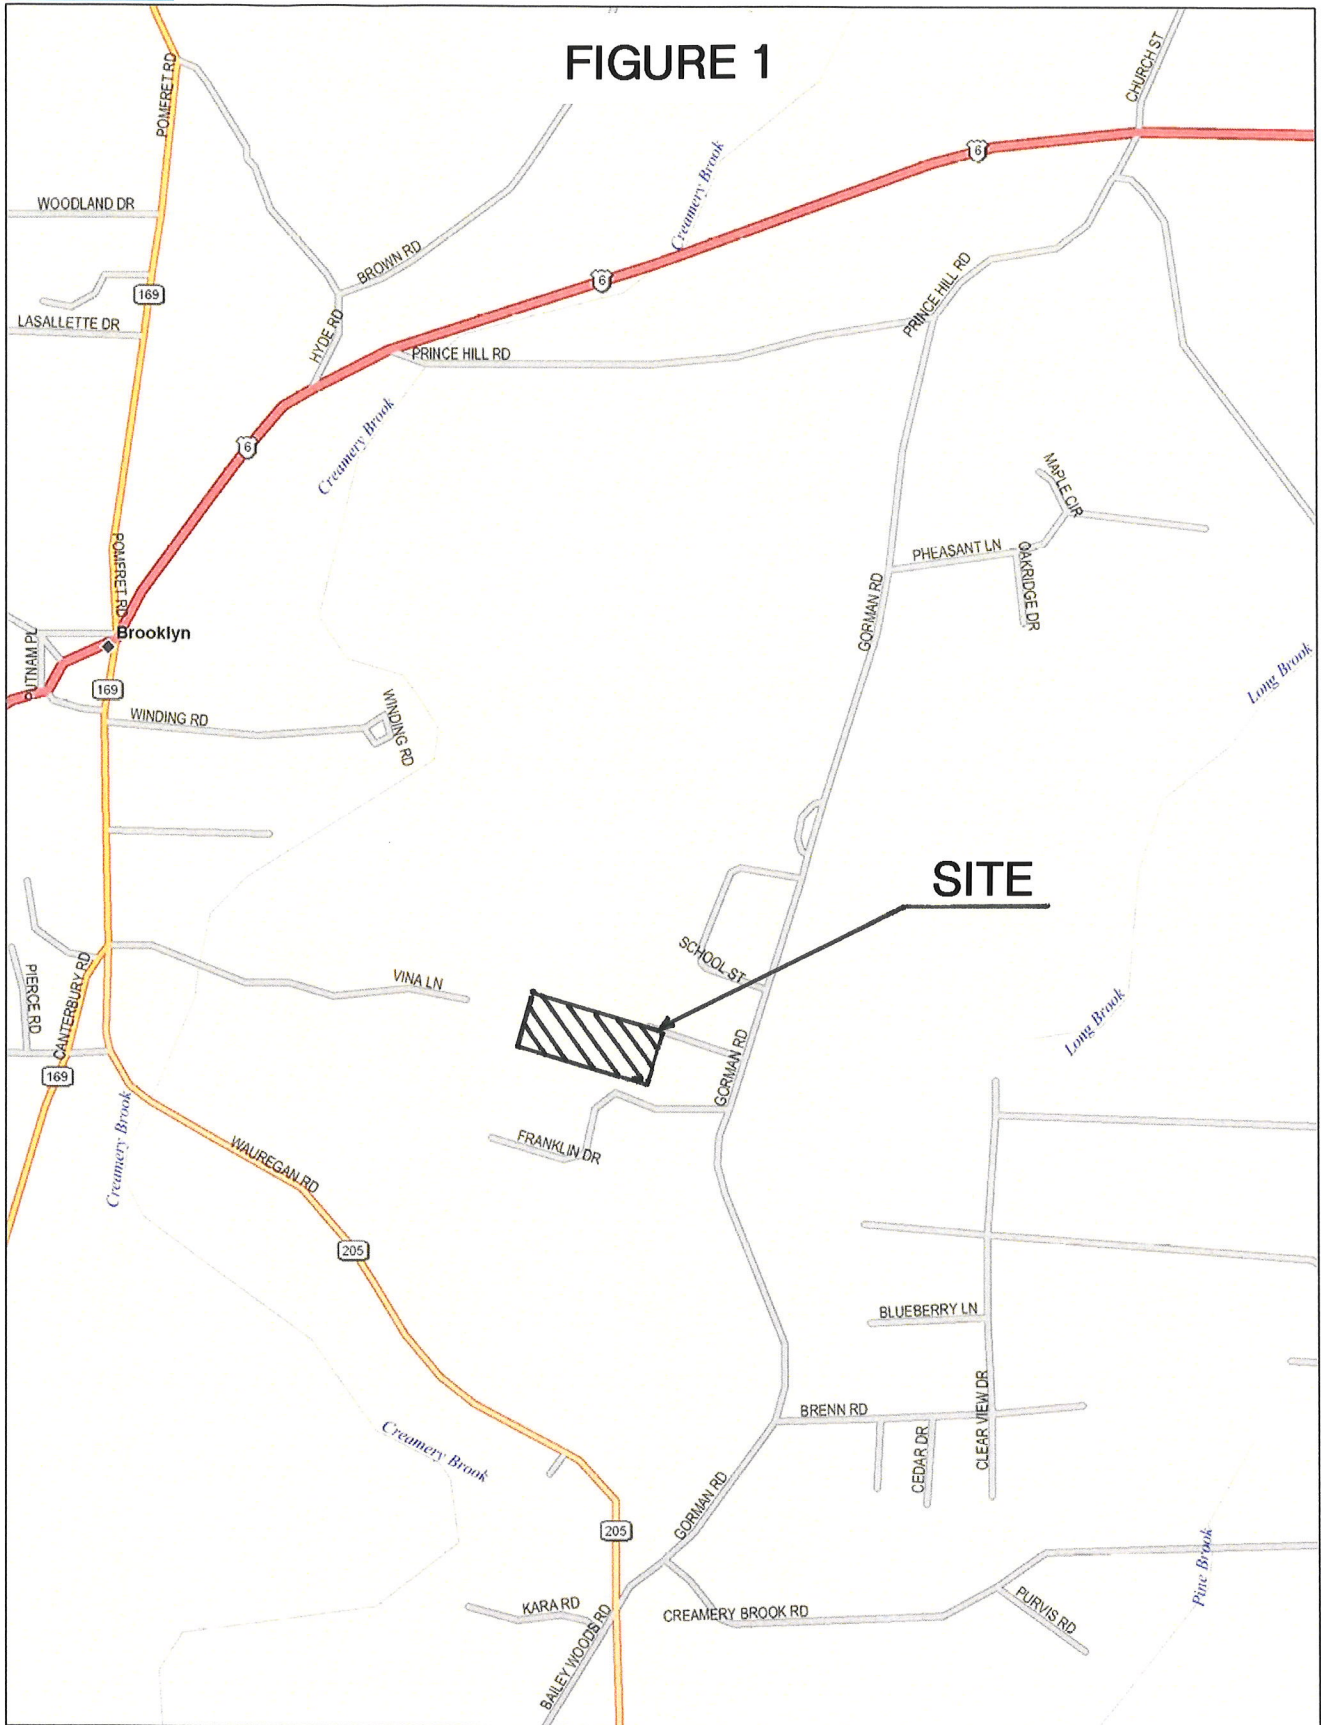 FIGURE 1
CHURCH ST
POMFRET RD
6
Creamery Brook
WOODLAND DR
BROWN RD
PRINCE HILL RD
6
169
LASALLETTE DR
HYDE RD
PRINCE HILL RD
Creamery Brook
6
MAPLE CIR
PHEASANT LN
OAKRIDGE DR
POMFRET RD
GORMAN RD
Brooklyn
PUTNAM PL
Long Brook
169
WINDING RD
WINDING RD
SITE
SCHOOL ST
VINA LN
PIERCE RD
CANTERBURY RD
Long Brook
GORMAN RD
169
Creamery Brook
FRANKLIN DR
WAUREGAN RD
205
BLUEBERRY LN
BRENN RD
CLEAR VIEW DR
CEDAR DR
Creamery Brook
GORMAN RD
205
Pine Brook
KARA RD
CREAMERY BROOK RD
PURVIS RD
BAILEY WOODS RD